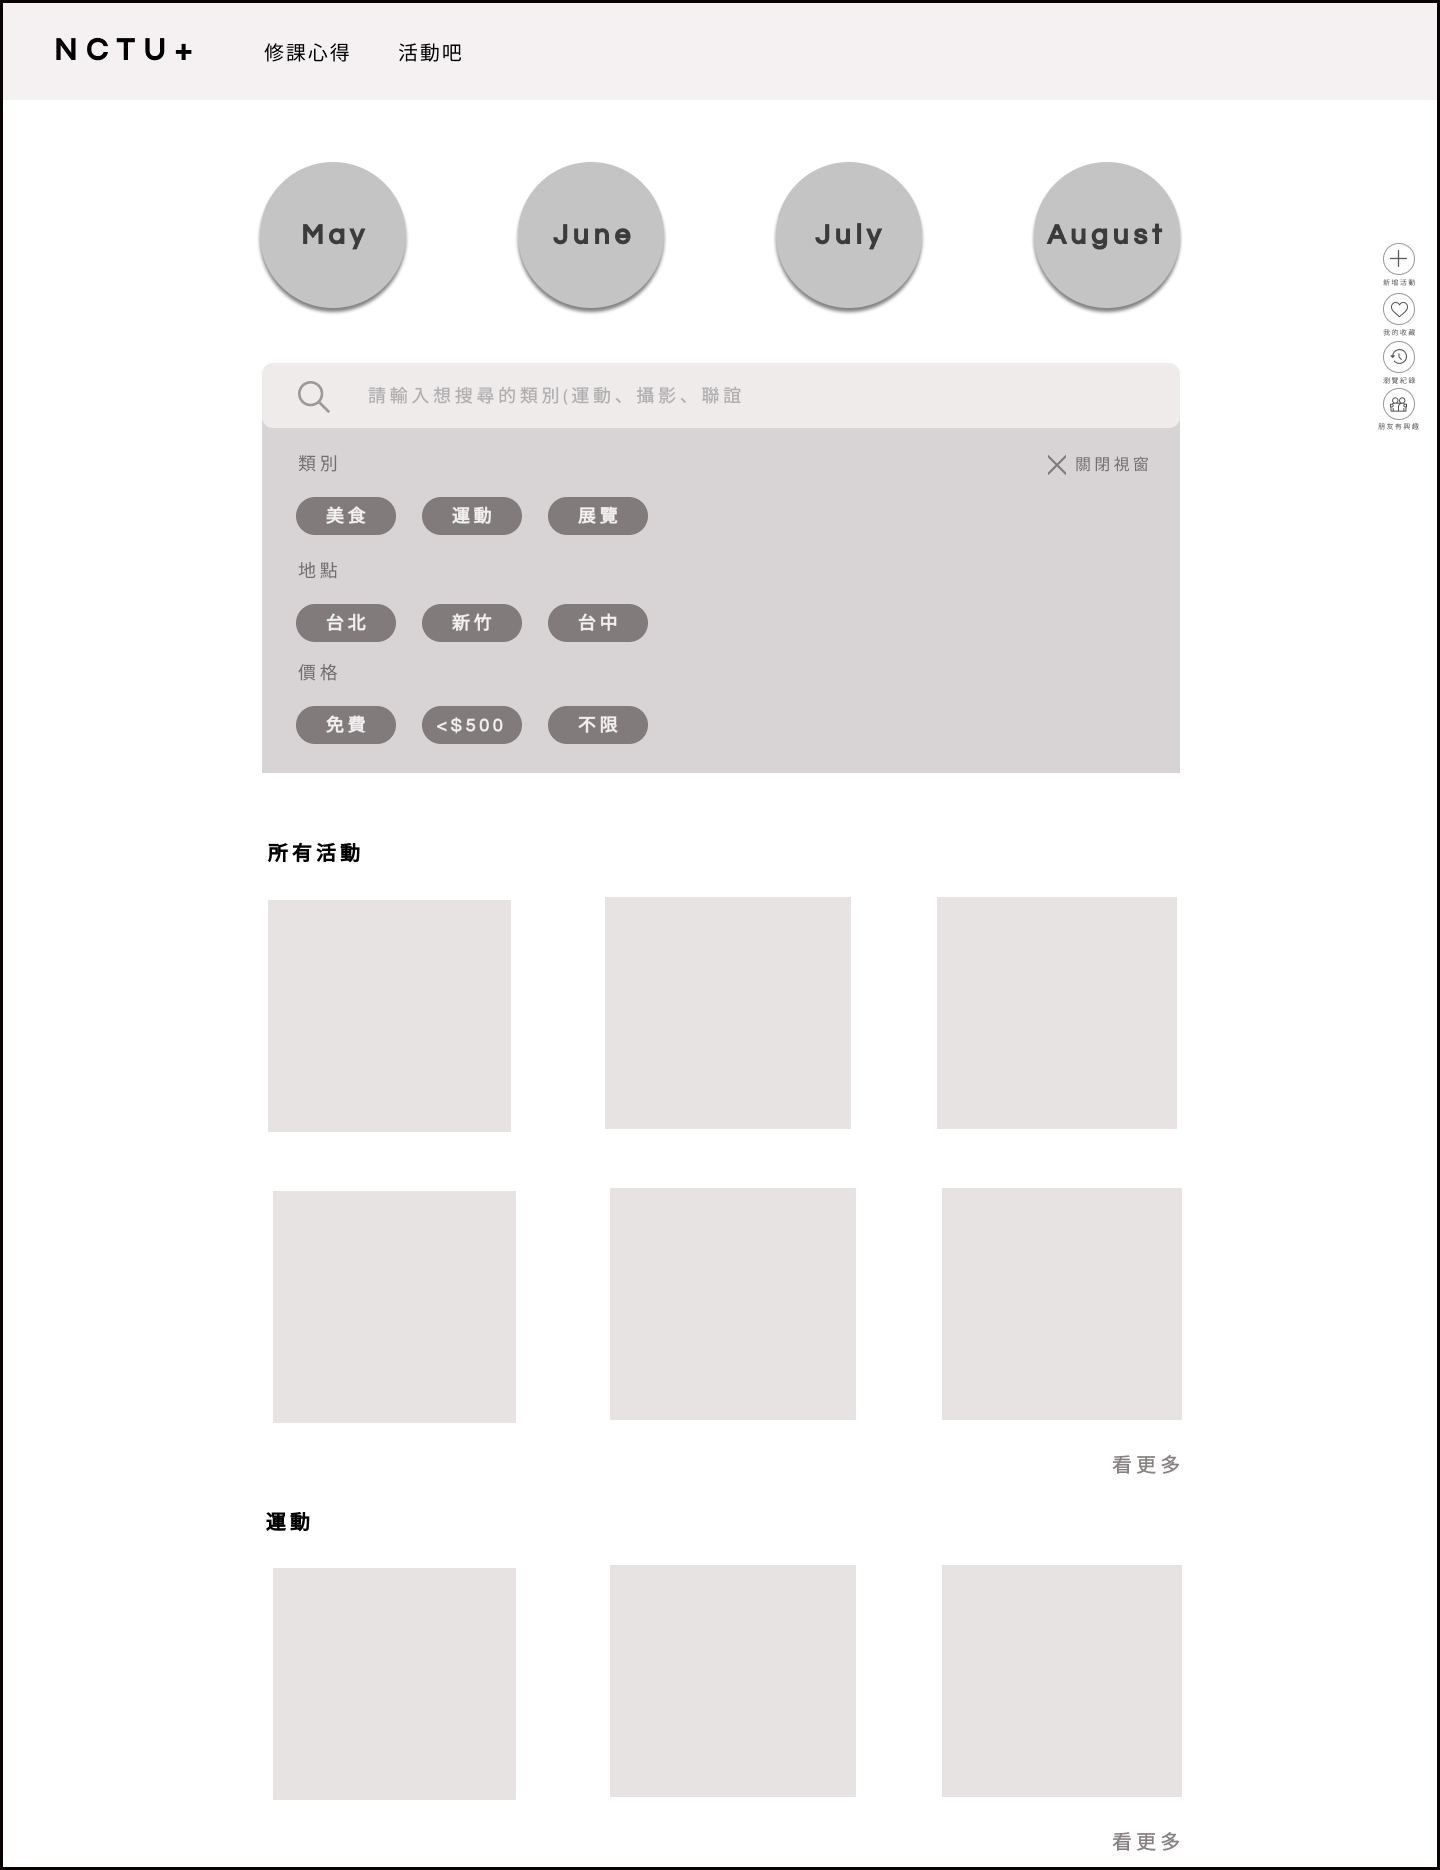 NCTU+ 修課心得 活動吧
May June July August
新增活動
我的收藏
瀏覽紀錄
朋友有興趣
請輸入想搜尋的類別(運動、攝影、聯誼
類別 關閉視窗
美食 運動 展覽
地點
台北 新竹 台中
價格
免費 <$500 不限
所有活動
看更多
運動
看更多